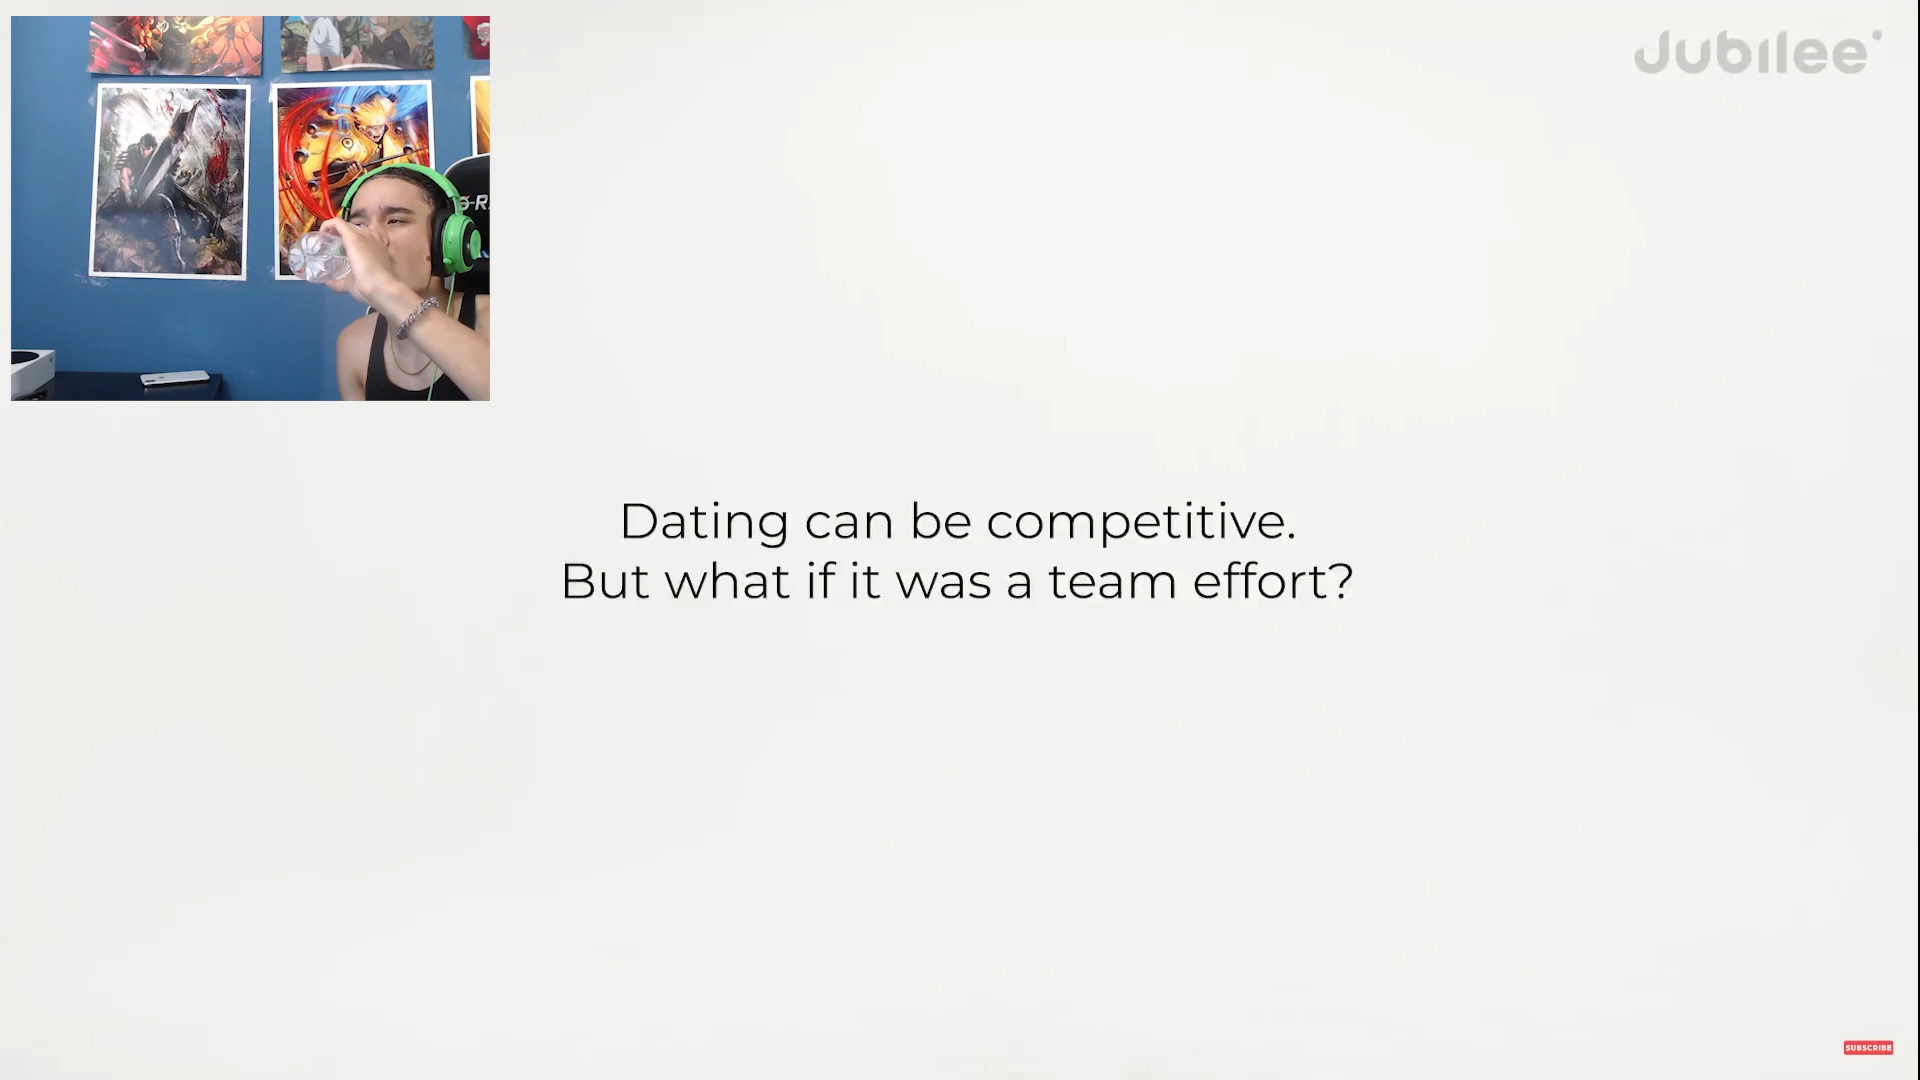 Jubilee
Dating can be competitive.
But what if it was a team effort?
SUBSCRIBE